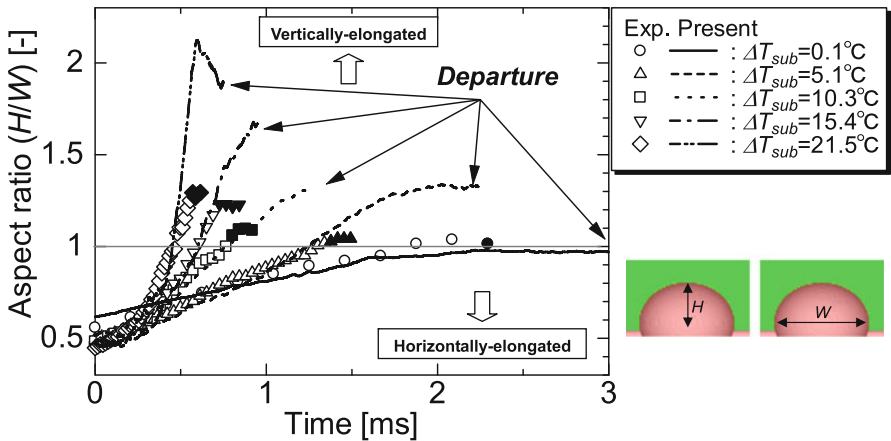 Aspect ratio (H/W) [-]
2
1.5
1
0.5
0
1
2
3
Time [ms]
Vertically-elongated
Departure
Horizontally-elongated
Exp. Present
: ΔT_sub=0.1°C
: ΔT_sub=5.1°C
: ΔT_sub=10.3°C
: ΔT_sub=15.4°C
: ΔT_sub=21.5°C
H
W